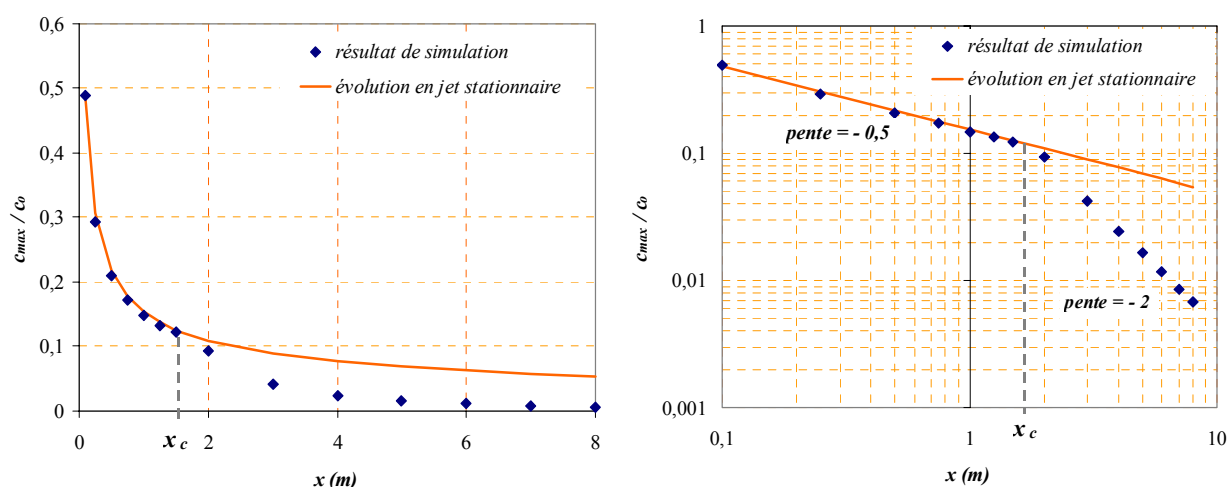 0,6
0,5
0,4
0,3
0,2
0,1
0
cmax / co
résultat de simulation
évolution en jet stationnaire
0 xc 2 4 6 8
x (m)
1
0,1
0,01
0,001
cmax / co
résultat de simulation
évolution en jet stationnaire
pente = - 0,5
pente = - 2
0,1 1 xc 10
x (m)